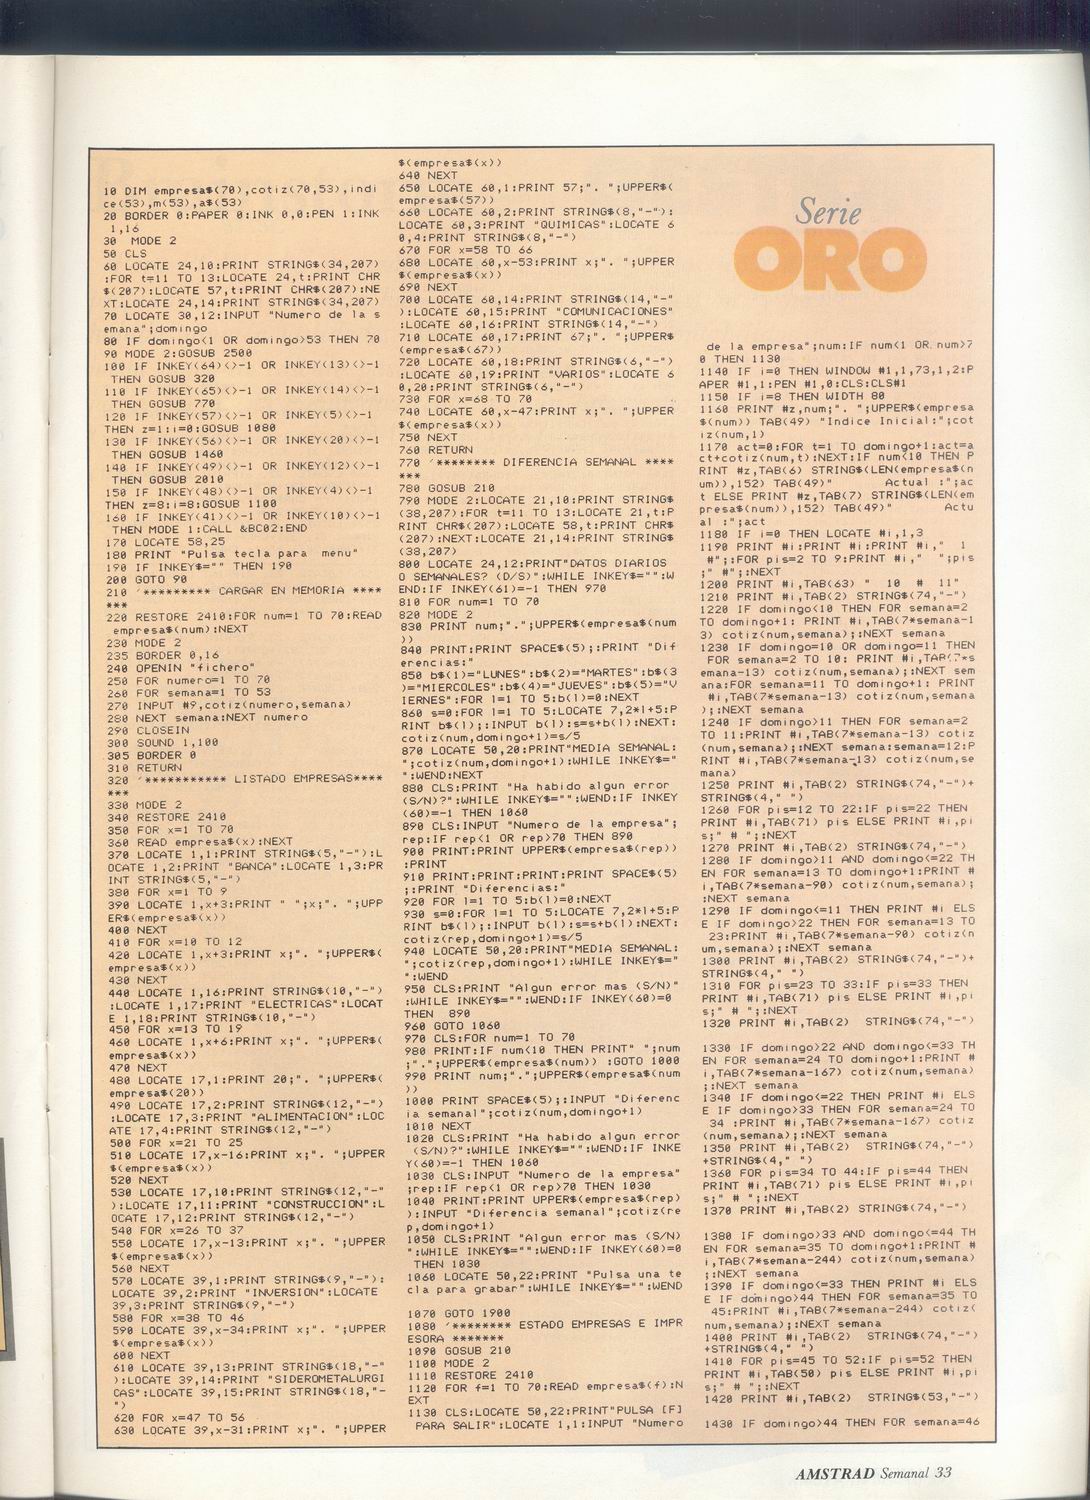 10 DIM empresa$(70),cotiz(70,53),indi
ce(53),m(53),a$(53)
20 BORDER 0:PAPER 0:INK 0,0:PEN 1:INK
1,16
30  MODE 2
50 CLS
60 LOCATE 24,10:PRINT STRING$(34,207)
:FOR t=11 TO 13:LOCATE 24,t:PRINT CHR
$(207):LOCATE 57,t:PRINT CHR$(207):NE
XT:LOCATE 24,14:PRINT STRING$(34,207)
70 LOCATE 30,12:INPUT "Numero de la s
emana";domingo
80 IF domingo<1 OR domingo>53 THEN 70
90 MODE 2:GOSUB 2500
100 IF INKEY(64)<>-1 OR INKEY(13)<>-1
THEN GOSUB 320
110 IF INKEY(65)<>-1 OR INKEY(14)<>-1
THEN GOSUB 770
120 IF INKEY(57)<>-1 OR INKEY(5)<>-1
THEN z=1:i=0:GOSUB 1080
130 IF INKEY(56)<>-1 OR INKEY(20)<>-1
THEN GOSUB 1460
140 IF INKEY(49)<>-1 OR INKEY(12)<>-1
THEN GOSUB 2010
150 IF INKEY(48)<>-1 OR INKEY(4)<>-1
THEN z=8:i=8:GOSUB 1100
160 IF INKEY(41)<>-1 OR INKEY(10)<>-1
THEN MODE 1:CALL &BC02:END
170 LOCATE 58,25
180 PRINT "Pulsa tecla para  menu"
190 IF INKEY$="" THEN 190
200 GOTO 90
210 '********* CARGAR EN MEMORIA ****
***
220 RESTORE 2410:FOR num=1 TO 70:READ
empresa$(num):NEXT
230 MODE 2
235 BORDER 0,16
240 OPENIN "fichero"
250 FOR numero=1 TO 70
260 FOR semana=1 TO 53
270 INPUT #9,cotiz(numero,semana)
280 NEXT semana:NEXT numero
290 CLOSEIN
300 SOUND 1,100
305 BORDER 0
310 RETURN
320 '*********** LISTADO EMPRESAS****
***
330 MODE 2
340 RESTORE 2410
350 FOR x=1 TO 70
360 READ empresa$(x):NEXT
370 LOCATE 1,1:PRINT STRING$(5,"-"):L
OCATE 1,2:PRINT "BANCA":LOCATE 1,3:PR
INT STRING$(5,"-")
380 FOR x=1 TO 9
390 LOCATE 1,x+3:PRINT " ";x;". ";UPP
ER$(empresa$(x))
400 NEXT
410 FOR x=10 TO 12
420 LOCATE 1,x+3:PRINT x;". ";UPPER$(
empresa$(x))
430 NEXT
440 LOCATE 1,16:PRINT STRING$(10,"-")
:LOCATE 1,17:PRINT "ELECTRICAS":LOCAT
E 1,18:PRINT STRING$(10,"-")
450 FOR x=13 TO 19
460 LOCATE 1,x+6:PRINT x;". ";UPPER$(
empresa$(x))
470 NEXT
480 LOCATE 17,1:PRINT 20;". ";UPPER$(
empresa$(20))
490 LOCATE 17,2:PRINT STRING$(12,"-")
:LOCATE 17,3:PRINT "ALIMENTACION":LOC
ATE 17,4:PRINT STRING$(12,"-")
500 FOR x=21 TO 25
510 LOCATE 17,x-16:PRINT x;". ";UPPER
$(empresa$(x))
520 NEXT
530 LOCATE 17,10:PRINT STRING$(12,"-"
):LOCATE 17,11:PRINT "CONSTRUCCION":L
OCATE 17,12:PRINT STRING$(12,"-")
540 FOR x=26 TO 37
550 LOCATE 17,x-13:PRINT x;". ";UPPER
$(empresa$(x))
560 NEXT
570 LOCATE 39,1:PRINT STRING$(9,"-"):
LOCATE 39,2:PRINT "INVERSION":LOCATE
39,3:PRINT STRING$(9,"-")
580 FOR x=38 TO 46
590 LOCATE 39,x-34:PRINT x;". ";UPPER
$(empresa$(x))
600 NEXT
610 LOCATE 39,13:PRINT STRING$(18,"-"
):LOCATE 39,14:PRINT "SIDEROMETALURGI
CAS":LOCATE 39,15:PRINT STRING$(18,"-
")
620 FOR x=47 TO 56
630 LOCATE 39,x-31:PRINT x;". ";UPPER
$(empresa$(x))
640 NEXT
650 LOCATE 60,1:PRINT 57;". ";UPPER$(
empresa$(57))
660 LOCATE 60,2:PRINT STRING$(8,"-"):
LOCATE 60,3:PRINT "QUIMICAS":LOCATE 6
0,4:PRINT STRING$(8,"-")
670 FOR x=58 TO 66
680 LOCATE 60,x-53:PRINT x;". ";UPPER
$(empresa$(x))
690 NEXT
700 LOCATE 60,14:PRINT STRING$(14,"-"
):LOCATE 60,15:PRINT "COMUNICACIONES"
:LOCATE 60,16:PRINT STRING$(14,"-")
710 LOCATE 60,17:PRINT 67;". ";UPPER$
(empresa$(67))
720 LOCATE 60,18:PRINT STRING$(6,"-")
:LOCATE 60,19:PRINT "VARIOS":LOCATE 6
0,20:PRINT STRING$(6,"-")
730 FOR x=68 TO 70
740 LOCATE 60,x-47:PRINT x;". ";UPPER
$(empresa$(x))
750 NEXT
760 RETURN
770 '******** DIFERENCIA SEMANAL ****
***
780 GOSUB 210
790 MODE 2:LOCATE 21,10:PRINT STRING$
(38,207):FOR t=11 TO 13:LOCATE 21,t:P
RINT CHR$(207):LOCATE 58,t:PRINT CHR$
(207):NEXT:LOCATE 21,14:PRINT STRING$
(38,207)
800 LOCATE 24,12:PRINT"DATOS DIARIOS
O SEMANALES? (D/S)":WHILE INKEY$="":W
END:IF INKEY(61)=-1 THEN 970
810 FOR num=1 TO 70
820 MODE 2
830 PRINT num;".";UPPER$(empresa$(num
))
840 PRINT:PRINT SPACE$(5);:PRINT "Dif
erencias:"
850 b$(1)="LUNES":b$(2)="MARTES":b$(3
)="MIERCOLES":b$(4)="JUEVES":b$(5)="V
IERNES":FOR l=1 TO 5:b(l)=0:NEXT
860 s=0:FOR l=1 TO 5:LOCATE 7,2*l+5:P
RINT b$(l);:INPUT b(l):s=s+b(l):NEXT:
cotiz(num,domingo+1)=s/5
870 LOCATE 50,20:PRINT"MEDIA SEMANAL:
";cotiz(num,domingo+1):WHILE INKEY$="
":WEND:NEXT
880 CLS:PRINT "Ha habido algun error
(S/N)?":WHILE INKEY$="":WEND:IF INKEY
(60)=-1 THEN 1060
890 CLS:INPUT "Numero de la empresa";
rep:IF rep<1 OR rep>70 THEN 890
900 PRINT:PRINT UPPER$(empresa$(rep))
:PRINT
910 PRINT:PRINT:PRINT:PRINT SPACE$(5)
;:PRINT "Diferencias:"
920 FOR l=1 TO 5:b(l)=0:NEXT
930 s=0:FOR l=1 TO 5:LOCATE 7,2*l+5:P
RINT b$(l);:INPUT b(l):s=s+b(l):NEXT:
cotiz(rep,domingo+1)=s/5
940 LOCATE 50,20:PRINT"MEDIA SEMANAL:
";cotiz(rep,domingo+1):WHILE INKEY$="
":WEND
950 CLS:PRINT "Algun error mas (S/N)"
:WHILE INKEY$="":WEND:IF INKEY(60)=0
THEN  890
960 GOTO 1060
970 CLS:FOR num=1 TO 70
980 PRINT:IF num<10 THEN PRINT" ";num
;".";UPPER$(empresa$(num)) :GOTO 1000
990 PRINT num;".";UPPER$(empresa$(num
))
1000 PRINT SPACE$(5);:INPUT "Diferenc
ia semanal";cotiz(num,domingo+1)
1010 NEXT
1020 CLS:PRINT "Ha habido algun error
(S/N)?":WHILE INKEY$="":WEND:IF INKE
Y(60)=-1 THEN 1060
1030 CLS:INPUT "Numero de la empresa"
;rep:IF rep<1 OR rep>70 THEN 1030
1040 PRINT:PRINT UPPER$(empresa$(rep)
):INPUT "Diferencia semanal";cotiz(re
p,domingo+1)
1050 CLS:PRINT "Algun error mas (S/N)
":WHILE INKEY$="":WEND:IF INKEY(60)=0
THEN 1030
1060 LOCATE 50,22:PRINT "Pulsa una te
cla para grabar":WHILE INKEY$="":WEND
1070 GOTO 1900
1080 '******** ESTADO EMPRESAS E IMPR
ESORA *******
1090 GOSUB 210
1100 MODE 2
1110 RESTORE 2410
1120 FOR f=1 TO 70:READ empresa$(f):N
EXT
1130 CLS:LOCATE 50,22:PRINT"PULSA [F]
PARA SALIR":LOCATE 1,1:INPUT "Numero
Serie
ORO
de la empresa";num:IF num<1 OR num>7
0 THEN 1130
1140 IF i=0 THEN WINDOW #1,1,73,1,2:P
APER #1,1:PEN #1,0:CLS:CLS#1
1150 IF i=8 THEN WIDTH 80
1160 PRINT #z,num;". ";UPPER$(empresa
$(num)) TAB(49) "Indice Inicial:";cot
iz(num,1)
1170 act=0:FOR t=1 TO domingo+1:act=a
ct+cotiz(num,t):NEXT:IF num<10 THEN P
RINT #z,TAB(6) STRING$(LEN(empresa$(n
um)),152) TAB(49)"       Actual :";ac
t ELSE PRINT #z,TAB(7) STRING$(LEN(em
presa$(num)),152) TAB(49)"       Actu
al :";act
1180 IF i=0 THEN LOCATE #i,1,3
1190 PRINT #i:PRINT #i:PRINT #i,"  1
#";:FOR pis=2 TO 9:PRINT #i,"  ";pis
;" #";:NEXT
1200 PRINT #i,TAB(63) "  10  #  11"
1210 PRINT #i,TAB(2) STRING$(74,"-")
1220 IF domingo<10 THEN FOR semana=2
TO domingo+1: PRINT #i,TAB(7*semana-1
3) cotiz(num,semana);:NEXT semana
1230 IF domingo=10 OR domingo=11 THEN
FOR semana=2 TO 10: PRINT #i,TAB(7*s
emana-13) cotiz(num,semana);:NEXT sem
ana:FOR semana=11 TO domingo+1: PRINT
#i,TAB(7*semana-13) cotiz(num,semana
);:NEXT semana
1240 IF domingo>11 THEN FOR semana=2
TO 11:PRINT #i,TAB(7*semana-13) cotiz
(num,semana);:NEXT semana:semana=12:P
RINT #i,TAB(7*semana-13) cotiz(num,se
mana)
1250 PRINT #i,TAB(2) STRING$(74,"-")+
STRING$(4," ")
1260 FOR pis=12 TO 22:IF pis=22 THEN
PRINT #i,TAB(71) pis ELSE PRINT #i,pi
s;" # ";:NEXT
1270 PRINT #i,TAB(2) STRING$(74,"-")
1280 IF domingo>11 AND domingo<=22 TH
EN FOR semana=13 TO domingo+1:PRINT #
i,TAB(7*semana-90) cotiz(num,semana);
:NEXT semana
1290 IF domingo<=11 THEN PRINT #i ELS
E IF domingo>22 THEN FOR semana=13 TO
23:PRINT #i,TAB(7*semana-90) cotiz(n
um,semana);:NEXT semana
1300 PRINT #i,TAB(2) STRING$(74,"-")+
STRING$(4," ")
1310 FOR pis=23 TO 33:IF pis=33 THEN
PRINT #i,TAB(71) pis ELSE PRINT #i,pi
s;" # ";:NEXT
1320 PRINT #i,TAB(2)  STRING$(74,"-")
1330 IF domingo>22 AND domingo<=33 TH
EN FOR semana=24 TO domingo+1:PRINT #
i,TAB(7*semana-167) cotiz(num,semana)
;:NEXT semana
1340 IF domingo<=22 THEN PRINT #i ELS
E IF domingo>33 THEN FOR semana=24 TO
34 :PRINT #i,TAB(7*semana-167) cotiz
(num,semana);:NEXT semana
1350 PRINT #i,TAB(2)  STRING$(74,"-")
+STRING$(4," ")
1360 FOR pis=34 TO 44:IF pis=44 THEN
PRINT #i,TAB(71) pis ELSE PRINT #i,pi
s;" # ";:NEXT
1370 PRINT #i,TAB(2)  STRING$(74,"-")
1380 IF domingo>33 AND domingo<=44 TH
EN FOR semana=35 TO domingo+1:PRINT #
i,TAB(7*semana-244) cotiz(num,semana)
;:NEXT semana
1390 IF domingo<=33 THEN PRINT #i ELS
E IF domingo>44 THEN FOR semana=35 TO
45:PRINT #i,TAB(7*semana-244) cotiz(
num,semana);:NEXT semana
1400 PRINT #i,TAB(2)  STRING$(74,"-")
+STRING$(4," ")
1410 FOR pis=45 TO 52:IF pis=52 THEN
PRINT #i,TAB(50) pis ELSE PRINT #i,pi
s;" # ";:NEXT
1420 PRINT #i,TAB(2)  STRING$(53,"-")
1430 IF domingo>44 THEN FOR semana=46
AMSTRAD Semanal 33